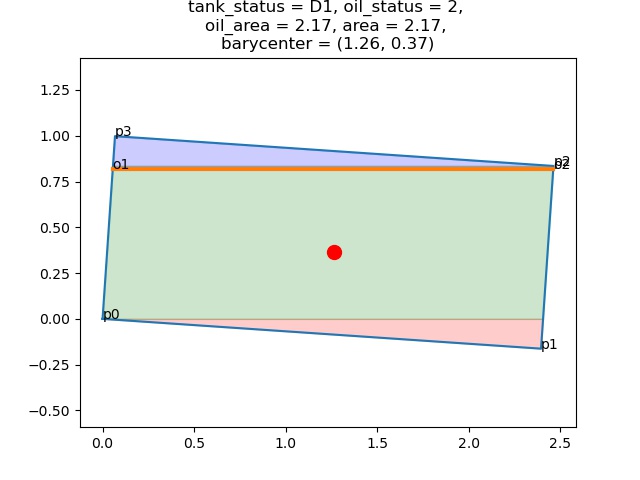 tank_status = D1, oil_status = 2,
oil_area = 2.17, area = 2.17,
barycenter = (1.26, 0.37)
1.25
1.00
0.75
0.50
0.25
0.00
−0.25
−0.50
p3
o1
p2
o2
p0
p1
0.0 0.5 1.0 1.5 2.0 2.5